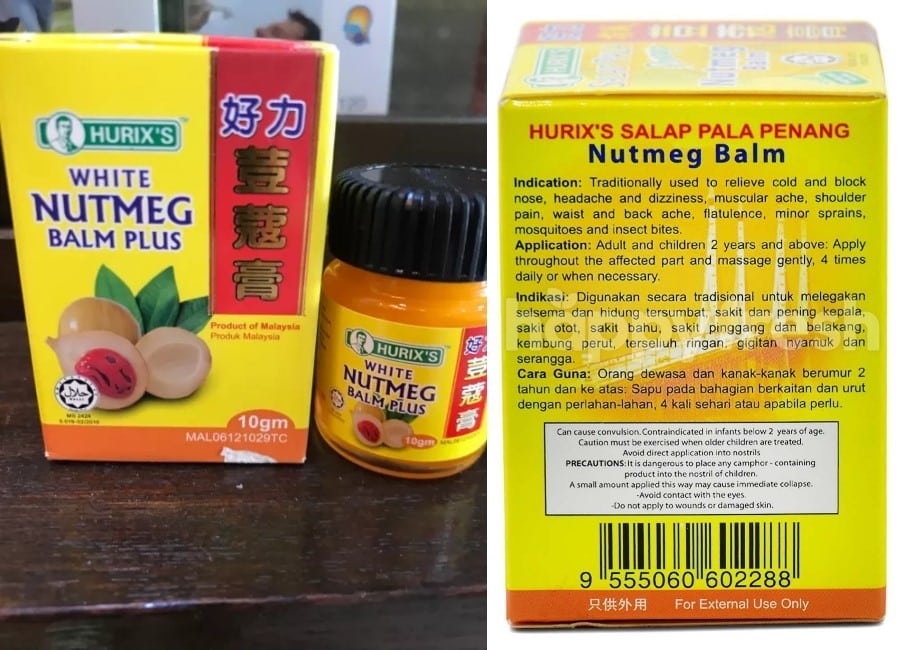 HURIX'S
WHITE
NUTMEG
BALM PLUS
好力
荳蔻膏
Product of Malaysia
Produk Malaysia
HALAL
10gm
MAL06121029TC
HURIX'S
WHITE
NUTMEG
BALM PLUS
好
荳蔻膏
10gm
HURIX'S
Nutmeg
Balm
HURIX'S SALAP PALA PENANG
Nutmeg Balm
Indication: Traditionally used to relieve cold and block
nose, headache and dizziness, muscular ache, shoulder
pain, waist and back ache, flatulence, minor sprains,
mosquitoes and insect bites.
Application: Adult and children 2 years and above: Apply
throughout the affected part and massage gently, 4 times
daily or when necessary.
Indikasi: Digunakan secara tradisional untuk melegakan
selsema dan hidung tersumbat, sakit dan pening kepala,
sakit otot, sakit bahu, sakit pinggang dan belakang,
kembung perut, terseliuh ringan, gigitan nyamuk dan
serangga.
Cara Guna: Orang dewasa dan kanak-kanak berumur 2
tahun dan ke atas: Sapu pada bahagian berkaitan dan urut
dengan perlahan-lahan, 4 kali sehari atau apabila perlu.
Can cause convulsion. Contraindicated in infants below 2 years of age.
Caution must be exercised when older children are treated.
Avoid direct application into nostrils
PRECAUTIONS: It is dangerous to place any camphor - containing
product into the nostril of children.
A small amount applied this way may cause immediate collapse.
-Avoid contact with the eyes.
-Do not apply to wounds or damaged skin.
9 555060 602288
只供外用 For External Use Only